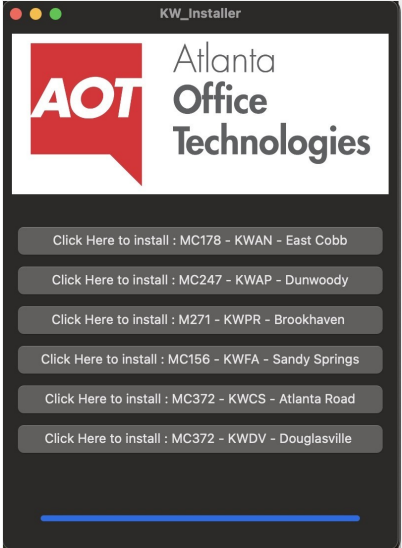 KW_Installer
AOT
Atlanta
Office
Technologies
Click Here to install : MC178 - KWAN - East Cobb
Click Here to install : MC247 - KWAP - Dunwoody
Click Here to install : M271 - KWPR - Brookhaven
Click Here to install : MC156 - KWFA - Sandy Springs
Click Here to install : MC372 - KWCS - Atlanta Road
Click Here to install : MC372 - KWDV - Douglasville